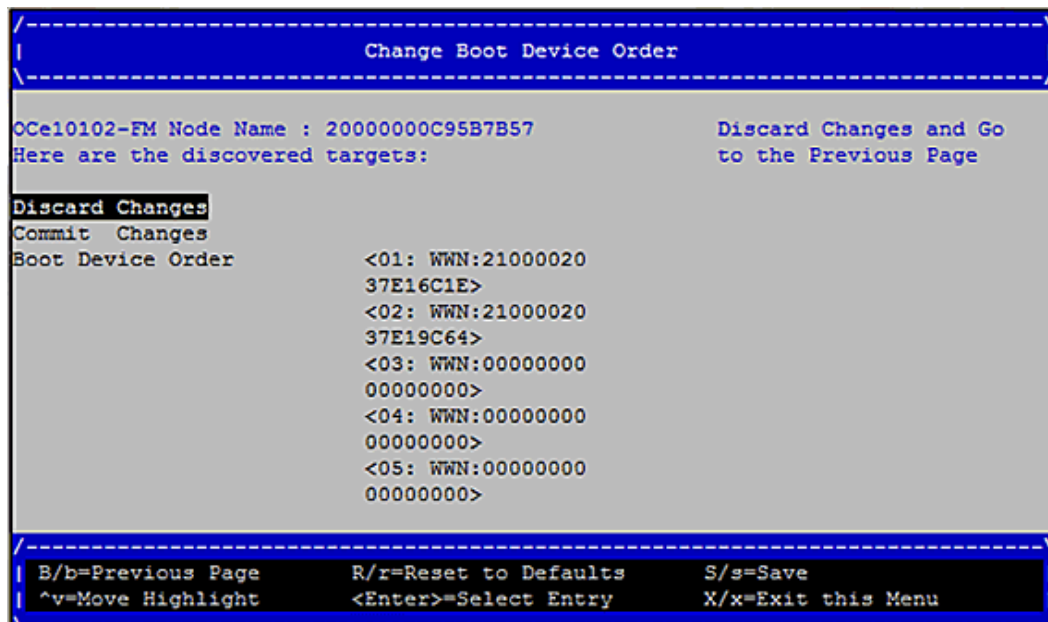 /------------------------------------------------------------------------------\
| Change Boot Device Order
\------------------------------------------------------------------------------/
OCe10102-FM Node Name : 20000000C95B7B57 Discard Changes and Go
Here are the discovered targets: to the Previous Page
Discard Changes
Commit  Changes
Boot Device Order <01: WWN:21000020
37E16C1E>
<02: WWN:21000020
37E19C64>
<03: WWN:00000000
00000000>
<04: WWN:00000000
00000000>
<05: WWN:00000000
00000000>
/------------------------------------------------------------------------------\
| B/b=Previous Page R/r=Reset to Defaults S/s=Save
| ^v=Move Highlight <Enter>=Select Entry X/x=Exit this Menu